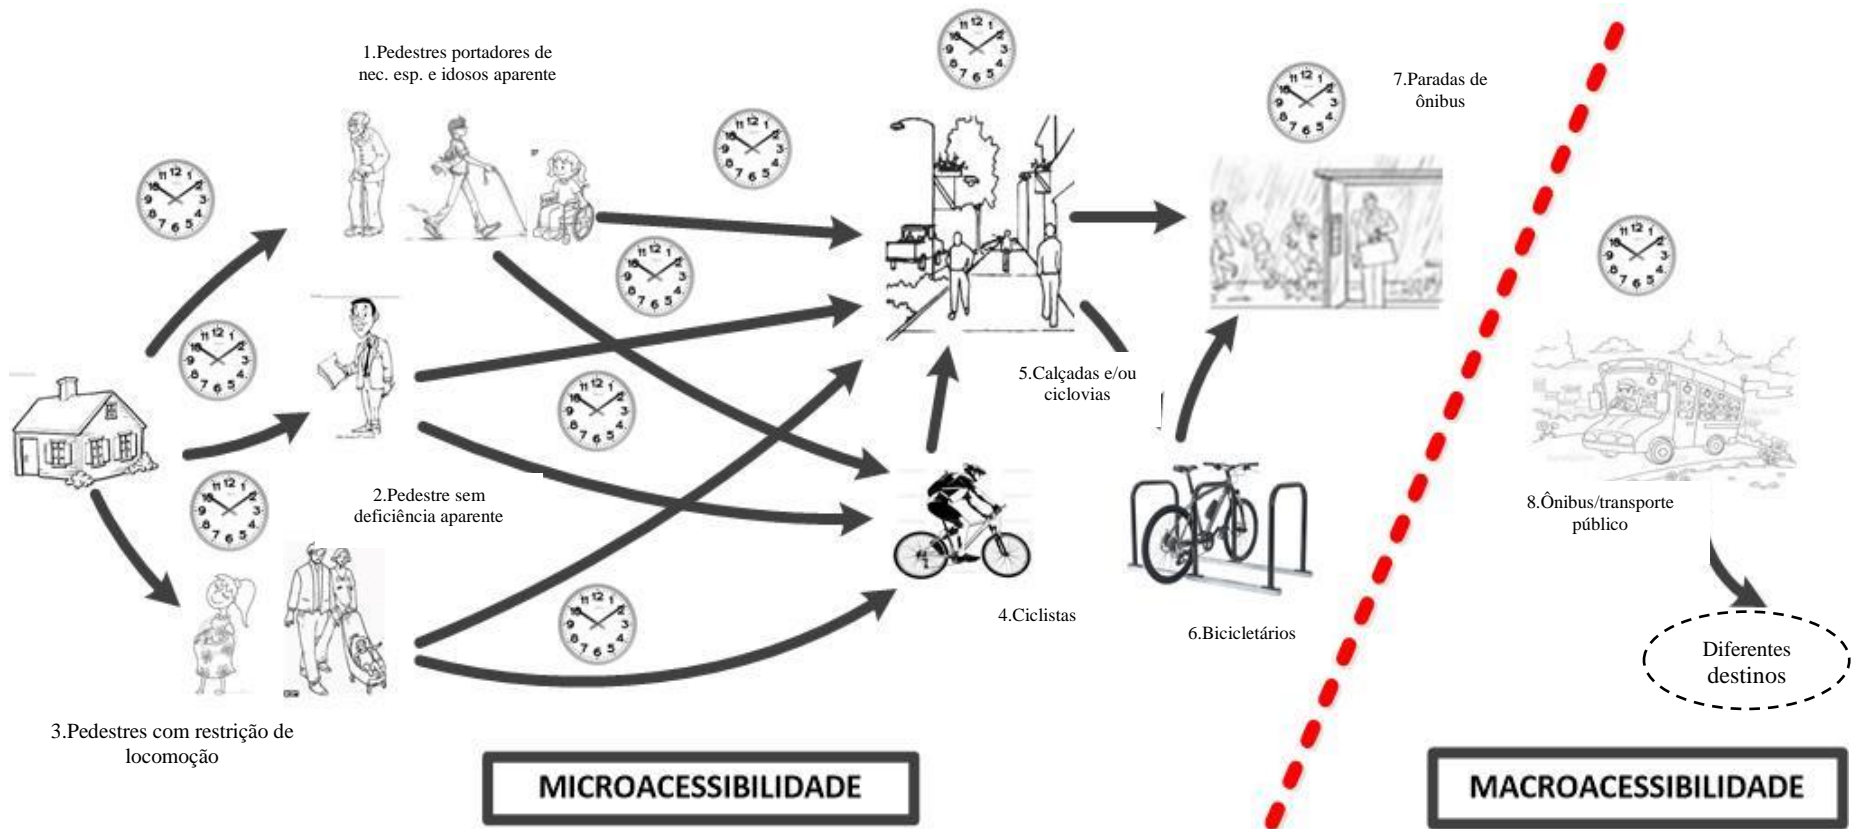 1.Pedestres portadores de
nec. esp. e idosos aparente
7.Paradas de
ônibus
5.Calçadas e/ou
ciclovias
2.Pedestre sem
deficiência aparente
8.Ônibus/transporte
público
4.Ciclistas
6.Bicicletários
Diferentes
destinos
3.Pedestres com restrição de
locomoção
MICROACESSIBILIDADE
MACROACESSIBILIDADE